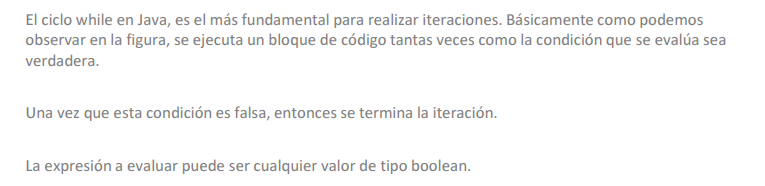 El ciclo while en Java, es el más fundamental para realizar iteraciones. Básicamente como podemos
observar en la figura, se ejecuta un bloque de código tantas veces como la condición que se evalúa sea
verdadera.
Una vez que esta condición es falsa, entonces se termina la iteración.
La expresión a evaluar puede ser cualquier valor de tipo boolean.